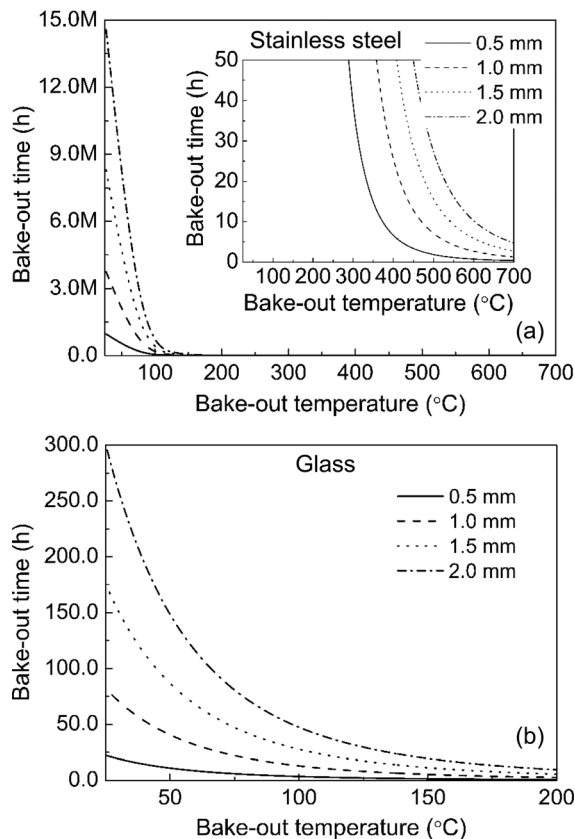 15.0M
12.0M
9.0M
6.0M
3.0M
0.0
Bake-out time (h)
100 200 300 400 500 600 700
Bake-out temperature (°C)
(a)
Stainless steel
0.5 mm
1.0 mm
1.5 mm
2.0 mm
50
40
30
20
10
0
Bake-out time (h)
100 200 300 400 500 600 700
Bake-out temperature (°C)
300.0
250.0
200.0
150.0
100.0
50.0
0.0
Bake-out time (h)
Glass
0.5 mm
1.0 mm
1.5 mm
2.0 mm
(b)
50 100 150 200
Bake-out temperature (°C)